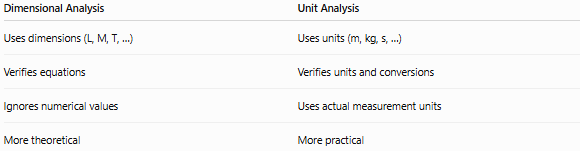 Dimensional Analysis Unit Analysis
Uses dimensions (L, M, T, ...) Uses units (m, kg, s, ...)
Verifies equations Verifies units and conversions
Ignores numerical values Uses actual measurement units
More theoretical More practical